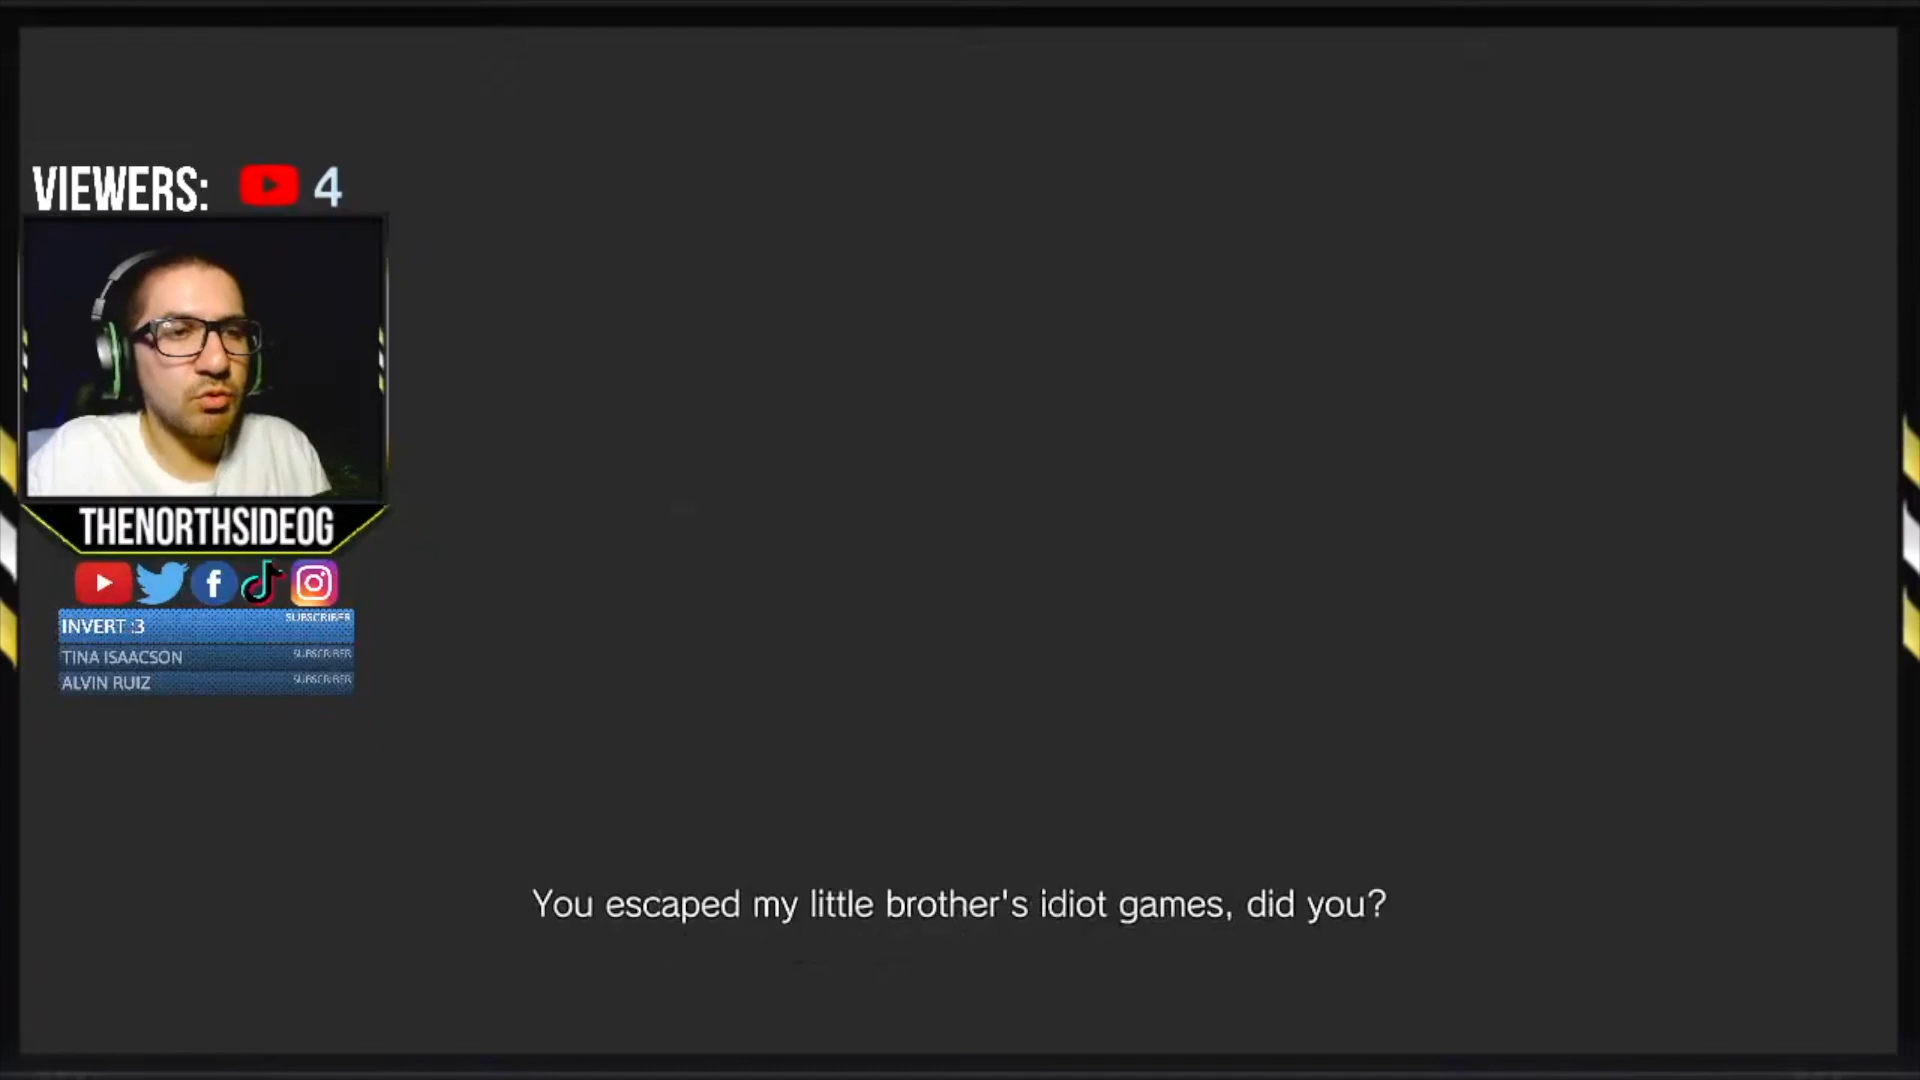 VIEWERS: 4
THENORTHSIDEOG
INVERT :3 SUBSCRIBER
TINA ISAACSON SUBSCRIBER
ALVIN RUIZ SUBSCRIBER
You escaped my little brother's idiot games, did you?